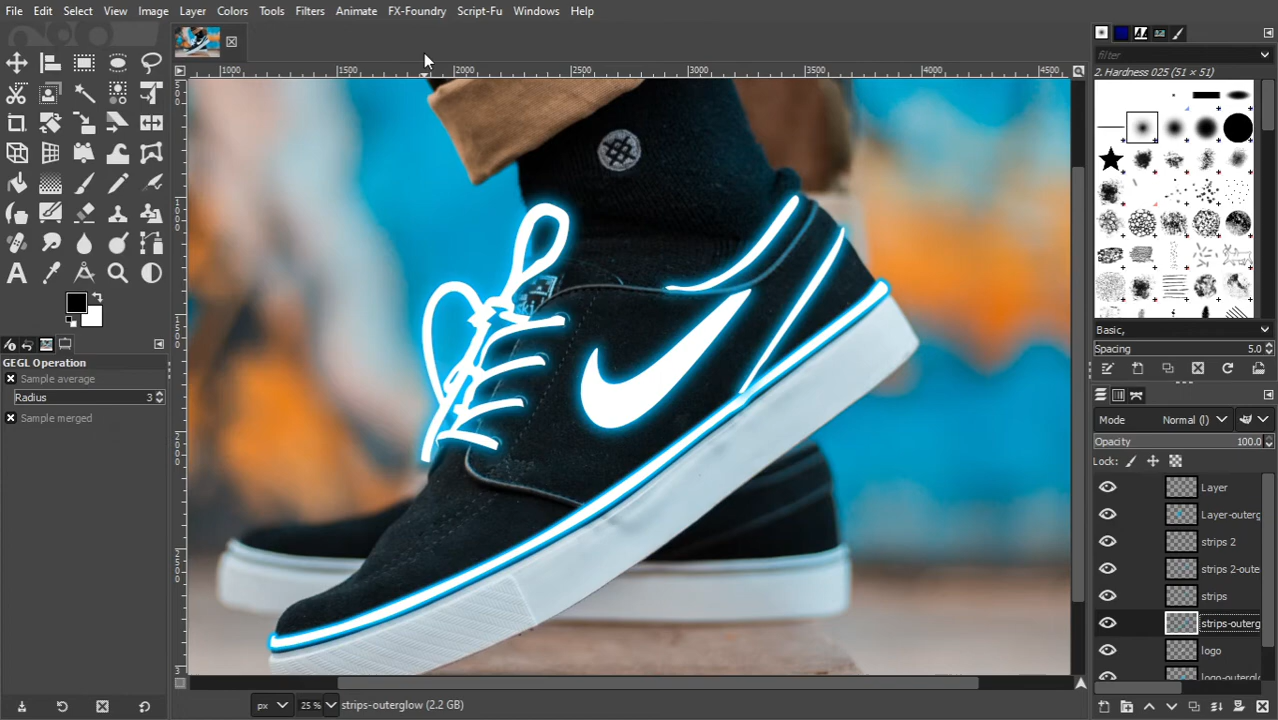 File Edit Select View Image Layer Colors Tools Filters Animate FX-Foundry Script-Fu Windows Help
filter
1000 1500 2000 2500 3000 3500 4000 4500
2. Hardness 025 (51 × 51)
GEGL Operation
Sample average
Radius 3
Sample merged
Basic,
Spacing 5.0
Mode Normal (l)
Opacity 100.0
Lock:
Layer
Layer-outerg
strips 2
strips 2-oute
strips
strips-outerg
logo
logo-outerglo
px 25 % strips-outerglow (2.2 GB)